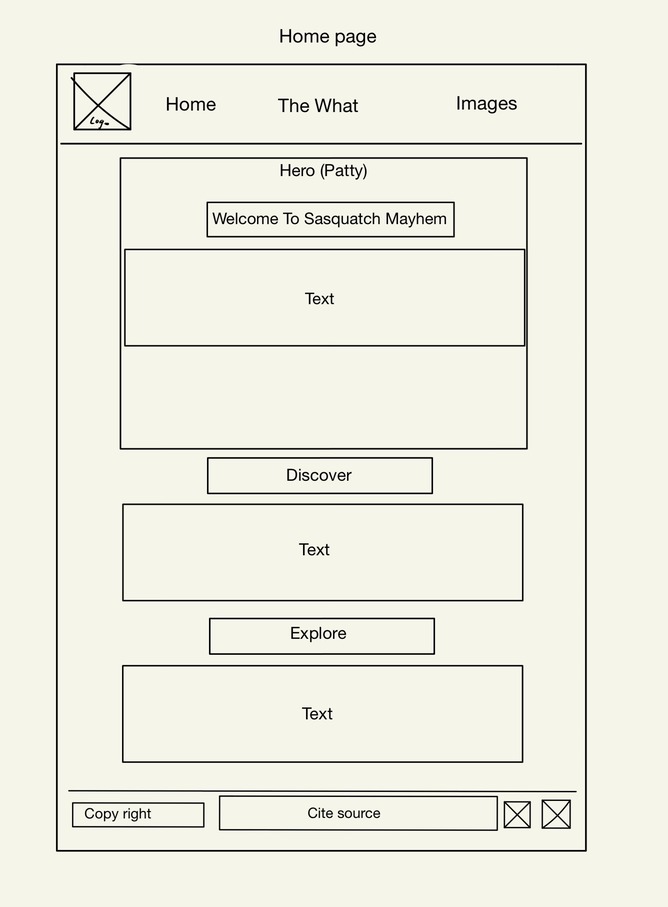 Home page
Home The What Images
Hero (Patty)
Welcome To Sasquatch Mayhem
Text
Discover
Text
Explore
Text
Copy right Cite source